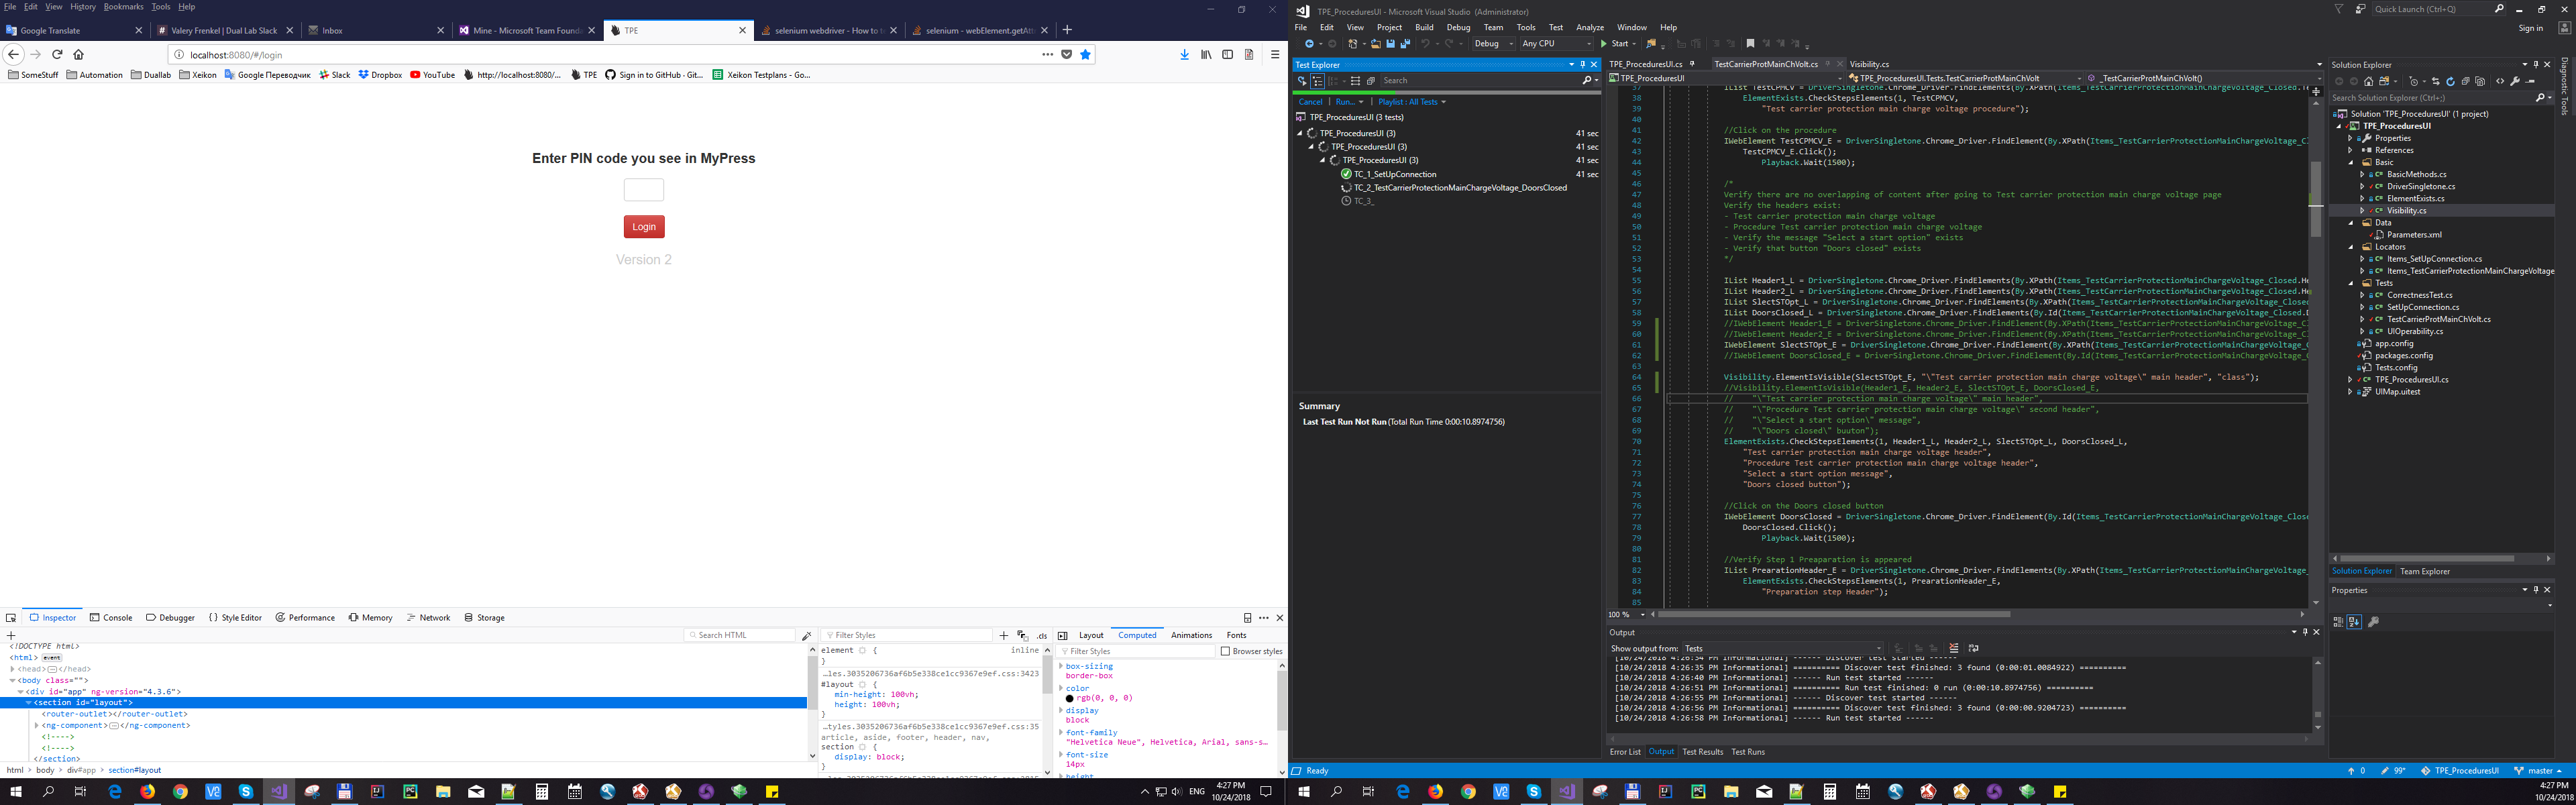 File Edit View History Bookmarks Tools Help
Google Translate
Valery Frenkel | Dual Lab Slack
Inbox
Mine - Microsoft Team Founda
TPE
selenium webdriver - How to t
selenium - webElement.getAtt
localhost:8080/#/login
SomeStuff Automation Duallab Xeikon Google Переводчик Slack Dropbox YouTube http://localhost:8080/... TPE Sign in to GitHub · Git... Xeikon Testplans - Go...
Enter PIN code you see in MyPress
Login
Version 2
Inspector Console Debugger Style Editor Performance Memory Network Storage
Search HTML
<!DOCTYPE html>
<html> event
<head> </head>
<body class="">
<div id="app" ng-version="4.3.6">
<section id="layout">
<router-outlet></router-outlet>
<ng-component> </ng-component>
<!---->
<!---->
</section>
html > body > div#app > section#layout
Filter Styles
.cls
element {
inline
}
...les.3035206736af6b5e338ce1cc9367e9ef.css:3423
#layout {
min-height: 100vh;
height: 100vh;
}
...tyles.3035206736af6b5e338ce1cc9367e9ef.css:35
article, aside, footer, header, nav,
section {
display: block;
}
Layout Computed Animations Fonts
Filter Styles
Browser styles
box-sizing
border-box
color
rgb(0, 0, 0)
display
block
font-family
"Helvetica Neue", Helvetica, Arial, sans-s...
font-size
14px
height
ENG
4:27 PM
10/24/2018
TPE_ProceduresUI - Microsoft Visual Studio (Administrator)
Quick Launch (Ctrl+Q)
File Edit View Project Build Debug Team Tools Test Analyze Window Help
Sign in
Debug
Any CPU
Start
Test Explorer
Search
Cancel | Run... | Playlist : All Tests
TPE_ProceduresUI (3 tests)
TPE_ProceduresUI (3) 41 sec
TPE_ProceduresUI (3) 41 sec
TPE_ProceduresUI (3) 41 sec
TC_1_SetUpConnection 41 sec
TC_2_TestCarrierProtectionMainChargeVoltage_DoorsClosed
TC_3_
Summary
Last Test Run Not Run (Total Run Time 0:00:10.8974756)
TPE_ProceduresUI.cs
TestCarrierProtMainChVolt.cs
Visibility.cs
TPE_ProceduresUI
TPE_ProceduresUI.Tests.TestCarrierProtMainChVolt
_TestCarrierProtMainChVolt()
37 IList TestCPMCV = DriverSingletone.Chrome_Driver.FindElements(By.XPath(Items_TestCarrierProtectionMainChargeVoltage_Closed.Te
38 ElementExists.CheckStepsElements(1, TestCPMCV,
39 "Test carrier protection main charge voltage procedure");
40
41 //Click on the procedure
42 IWebElement TestCPMCV_E = DriverSingletone.Chrome_Driver.FindElement(By.XPath(Items_TestCarrierProtectionMainChargeVoltage_Cl
43 TestCPMCV_E.Click();
44 Playback.Wait(1500);
45
46 /*
47 Verify there are no overlapping of content after going to Test carrier protection main charge voltage page
48 Verify the headers exist:
49 - Test carrier protection main charge voltage
50 - Procedure Test carrier protection main charge voltage
51 - Verify the message "Select a start option" exists
52 - Verify that button "Doors closed" exists
53 */
54
55 IList Header1_L = DriverSingletone.Chrome_Driver.FindElements(By.XPath(Items_TestCarrierProtectionMainChargeVoltage_Closed.He
56 IList Header2_L = DriverSingletone.Chrome_Driver.FindElements(By.XPath(Items_TestCarrierProtectionMainChargeVoltage_Closed.He
57 IList SlectSTOpt_L = DriverSingletone.Chrome_Driver.FindElements(By.XPath(Items_TestCarrierProtectionMainChargeVoltage_Closed
58 IList DoorsClosed_L = DriverSingletone.Chrome_Driver.FindElements(By.Id(Items_TestCarrierProtectionMainChargeVoltage_Closed.D
59 //IWebElement Header1_E = DriverSingletone.Chrome_Driver.FindElement(By.XPath(Items_TestCarrierProtectionMainChargeVoltage_Cl
60 //IWebElement Header2_E = DriverSingletone.Chrome_Driver.FindElement(By.XPath(Items_TestCarrierProtectionMainChargeVoltage_Cl
61 IWebElement SlectSTOpt_E = DriverSingletone.Chrome_Driver.FindElement(By.XPath(Items_TestCarrierProtectionMainChargeVoltage_C
62 //IWebElement DoorsClosed_E = DriverSingletone.Chrome_Driver.FindElement(By.Id(Items_TestCarrierProtectionMainChargeVoltage_Cl
63
64 Visibility.ElementIsVisible(SlectSTOpt_E, "\"Test carrier protection main charge voltage\" main header", "class");
65 //Visibility.ElementIsVisible(Header1_E, Header2_E, SlectSTOpt_E, DoorsClosed_E,
66 // "\"Test carrier protection main charge voltage\" main header",
67 // "\"Procedure Test carrier protection main charge voltage\" second header",
68 // "\"Select a start option\" message",
69 // "\"Doors closed\" buuton");
70 ElementExists.CheckStepsElements(1, Header1_L, Header2_L, SlectSTOpt_L, DoorsClosed_L,
71 "Test carrier protection main charge voltage header",
72 "Procedure Test carrier protection main charge voltage header",
73 "Select a start option message",
74 "Doors closed button");
75
76 //Click on the Doors closed button
77 IWebElement DoorsClosed = DriverSingletone.Chrome_Driver.FindElement(By.Id(Items_TestCarrierProtectionMainChargeVoltage_Close
78 DoorsClosed.Click();
79 Playback.Wait(1500);
80
81 //Verify Step 1 Preaparation is appeared
82 IList PrearationHeader_E = DriverSingletone.Chrome_Driver.FindElements(By.XPath(Items_TestCarrierProtectionMainChargeVoltage_
83 ElementExists.CheckStepsElements(1, PrearationHeader_E,
84 "Preparation step Header");
85
100 %
Output
Show output from: Tests
[10/24/2018 4:26:34 PM Informational] ------ Discover test started ------
[10/24/2018 4:26:35 PM Informational] ========== Discover test finished: 3 found (0:00:01.0084922) ==========
[10/24/2018 4:26:40 PM Informational] ------ Run test started ------
[10/24/2018 4:26:51 PM Informational] ========== Run test finished: 0 run (0:00:10.8974756) ==========
[10/24/2018 4:26:55 PM Informational] ------ Discover test started ------
[10/24/2018 4:26:56 PM Informational] ========== Discover test finished: 3 found (0:00:00.9204723) ==========
[10/24/2018 4:26:58 PM Informational] ------ Run test started ------
Error List Output Test Results Test Runs
Solution Explorer
Search Solution Explorer (Ctrl+;)
Solution 'TPE_ProceduresUI' (1 project)
TPE_ProceduresUI
Properties
References
Basic
BasicMethods.cs
DriverSingletone.cs
ElementExists.cs
Visibility.cs
Data
Parameters.xml
Locators
Items_SetUpConnection.cs
Items_TestCarrierProtectionMainChargeVoltage
Tests
CorrectnessTest.cs
SetUpConnection.cs
TestCarrierProtMainChVolt.cs
UIOperability.cs
app.config
packages.config
Tests.config
TPE_ProceduresUI.cs
UIMap.uitest
Solution Explorer Team Explorer
Properties
Diagnostic Tools
Ready
0
99*
TPE_ProceduresUI
master
4:27 PM
10/24/2018